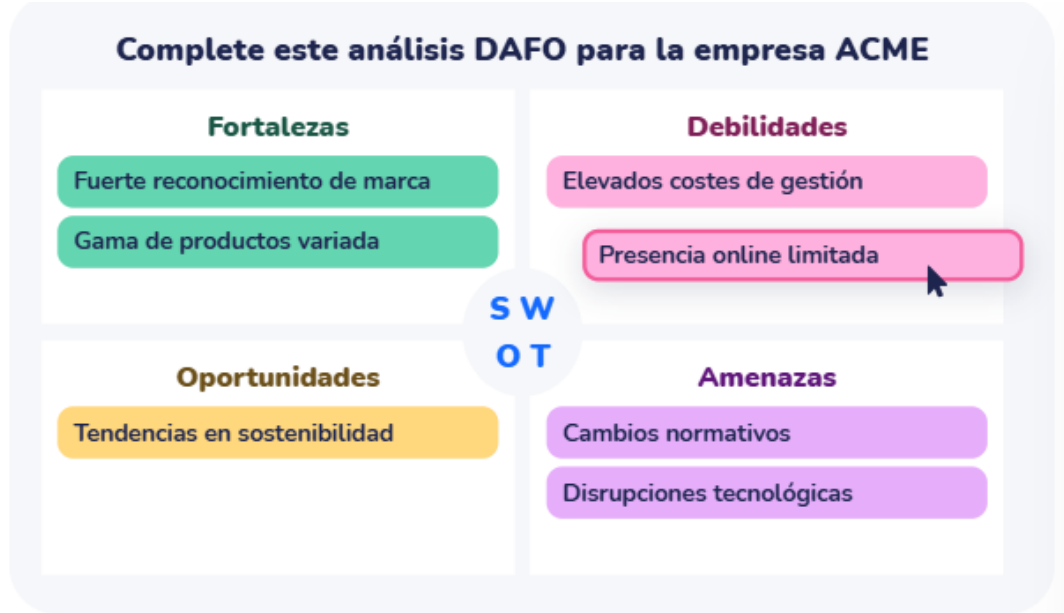 Complete este análisis DAFO para la empresa ACME
Fortalezas
Fuerte reconocimiento de marca
Gama de productos variada
Debilidades
Elevados costes de gestión
Presencia online limitada
S W
O T
Oportunidades
Tendencias en sostenibilidad
Amenazas
Cambios normativos
Disrupciones tecnológicas